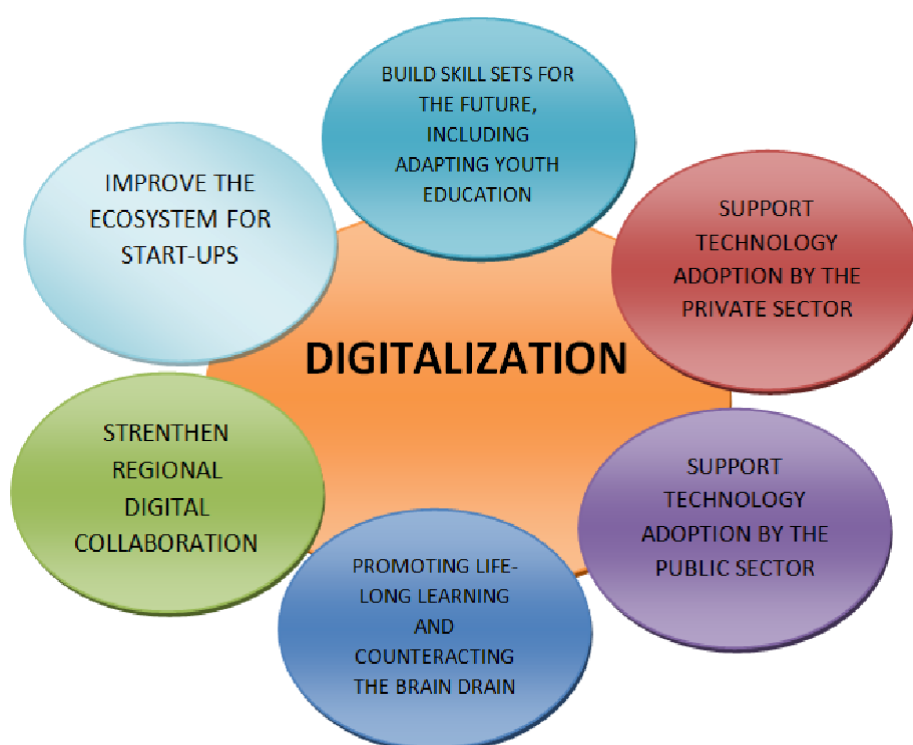 BUILD SKILL SETS FOR
THE FUTURE,
INCLUDING
ADAPTING YOUTH
EDUCATION
IMPROVE THE
ECOSYSTEM FOR
START-UPS
SUPPORT
TECHNOLOGY
ADOPTION BY THE
PRIVATE SECTOR
DIGITALIZATION
STRENTHEN
REGIONAL
DIGITAL
COLLABORATION
SUPPORT
TECHNOLOGY
ADOPTION BY THE
PUBLIC SECTOR
PROMOTING LIFE-
LONG LEARNING
AND
COUNTERACTING
THE BRAIN DRAIN